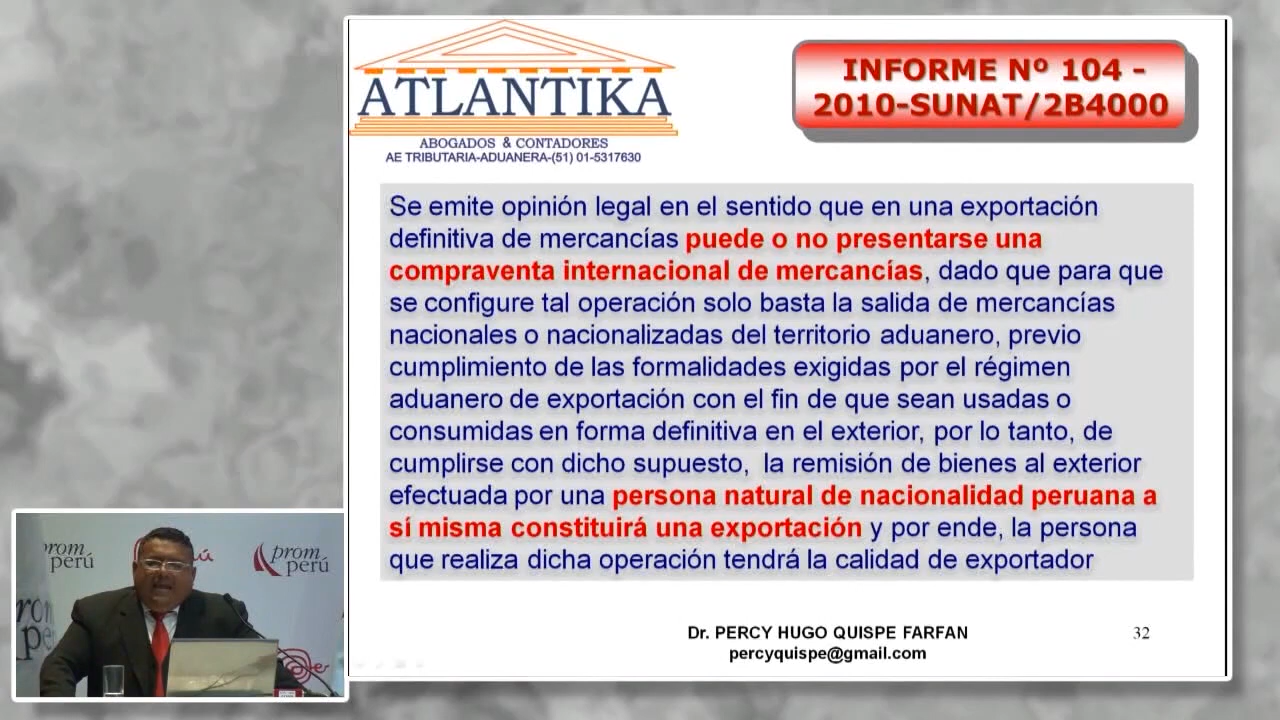 ATLANTIKA
ABOGADOS & CONTADORES
AE TRIBUTARIA-ADUANERA-(51) 01-5317630
INFORME Nº 104 -
2010-SUNAT/2B4000
Se emite opinión legal en el sentido que en una exportación
definitiva de mercancías puede o no presentarse una
compraventa internacional de mercancías, dado que para que
se configure tal operación solo basta la salida de mercancías
nacionales o nacionalizadas del territorio aduanero, previo
cumplimiento de las formalidades exigidas por el régimen
aduanero de exportación con el fin de que sean usadas o
consumidas en forma definitiva en el exterior, por lo tanto, de
cumplirse con dicho supuesto, la remisión de bienes al exterior
efectuada por una persona natural de nacionalidad peruana a
sí misma constituirá una exportación y por ende, la persona
que realiza dicha operación tendrá la calidad de exportador
Dr. PERCY HUGO QUISPE FARFAN
percyquispe@gmail.com
32
prom
perú
prom
perú